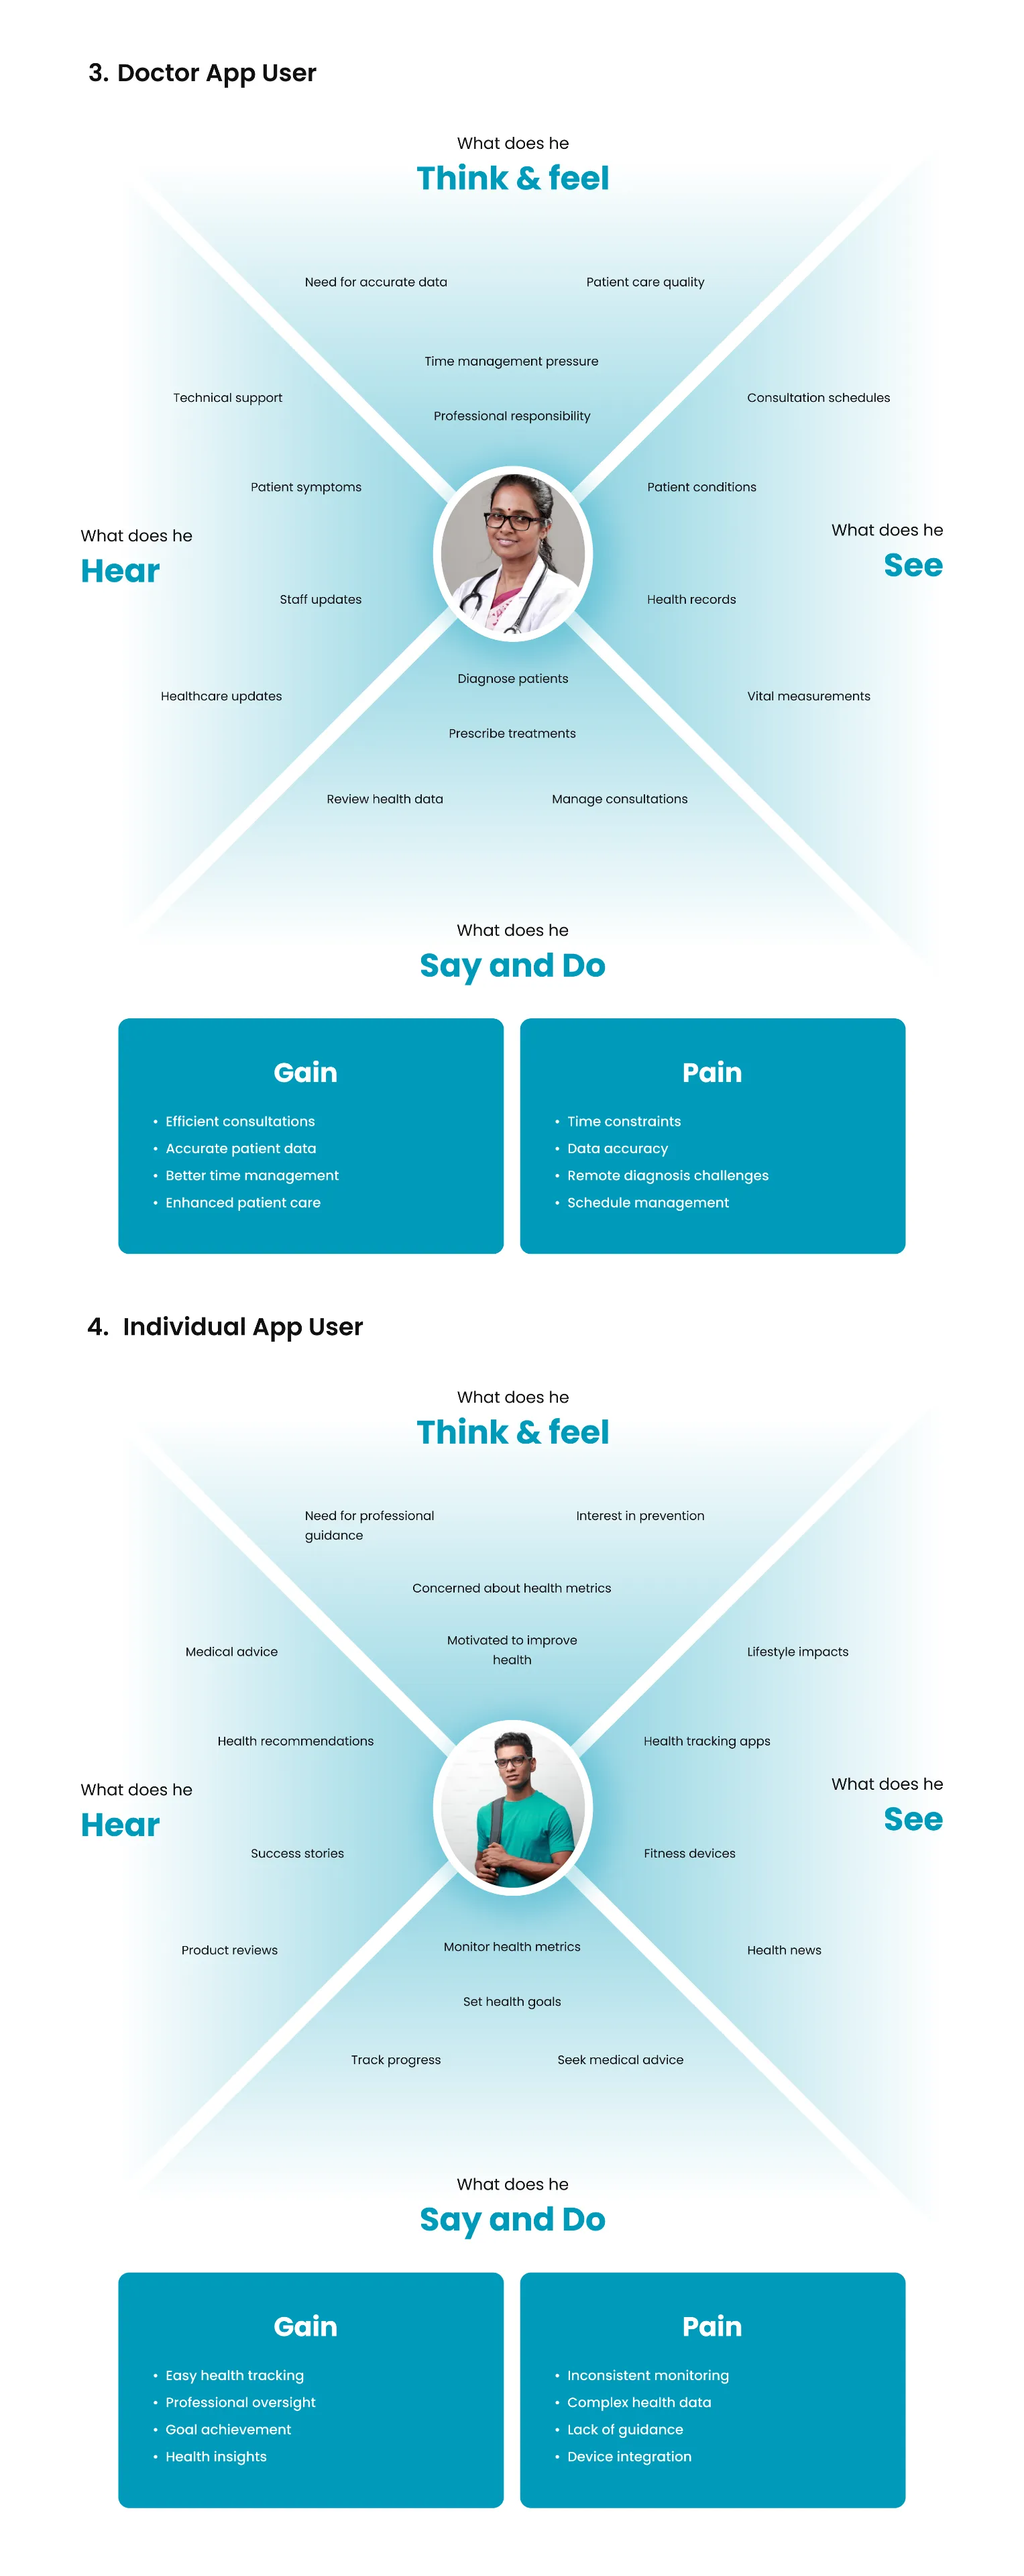 3. Doctor App User
What does he
Think & feel
Need for accurate data
Patient care quality
Time management pressure
Professional responsibility
Technical support
Patient symptoms
What does he
Hear
Staff updates
Healthcare updates
Consultation schedules
Patient conditions
What does he
See
Health records
Vital measurements
Diagnose patients
Prescribe treatments
Review health data
Manage consultations
What does he
Say and Do
Gain
• Efficient consultations
• Accurate patient data
• Better time management
• Enhanced patient care
Pain
• Time constraints
• Data accuracy
• Remote diagnosis challenges
• Schedule management
4. Individual App User
What does he
Think & feel
Need for professional
guidance
Interest in prevention
Concerned about health metrics
Motivated to improve
health
Medical advice
Health recommendations
What does he
Hear
Success stories
Product reviews
Lifestyle impacts
Health tracking apps
What does he
See
Fitness devices
Health news
Monitor health metrics
Set health goals
Track progress
Seek medical advice
What does he
Say and Do
Gain
• Easy health tracking
• Professional oversight
• Goal achievement
• Health insights
Pain
• Inconsistent monitoring
• Complex health data
• Lack of guidance
• Device integration